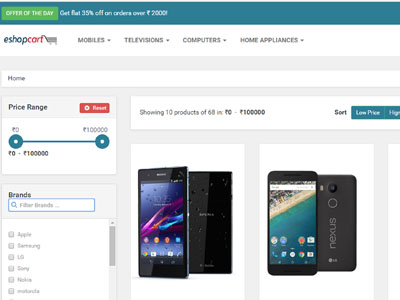 OFFER OF THE DAY Get flat 35% off on orders over ₹ 2000!
eshopcart MOBILES TELEVISIONS COMPUTERS HOME APPLIANCES
Home
Price Range Reset
₹0 ₹100000
₹0 - ₹100000
Showing 10 products of 68 in: ₹0 - ₹100000 Sort Low Price High
Brands
Filter Brands ...
Apple
Samsung
LG
Sony
Nokia
motorola
SONY
XPERIA
nexus
LG